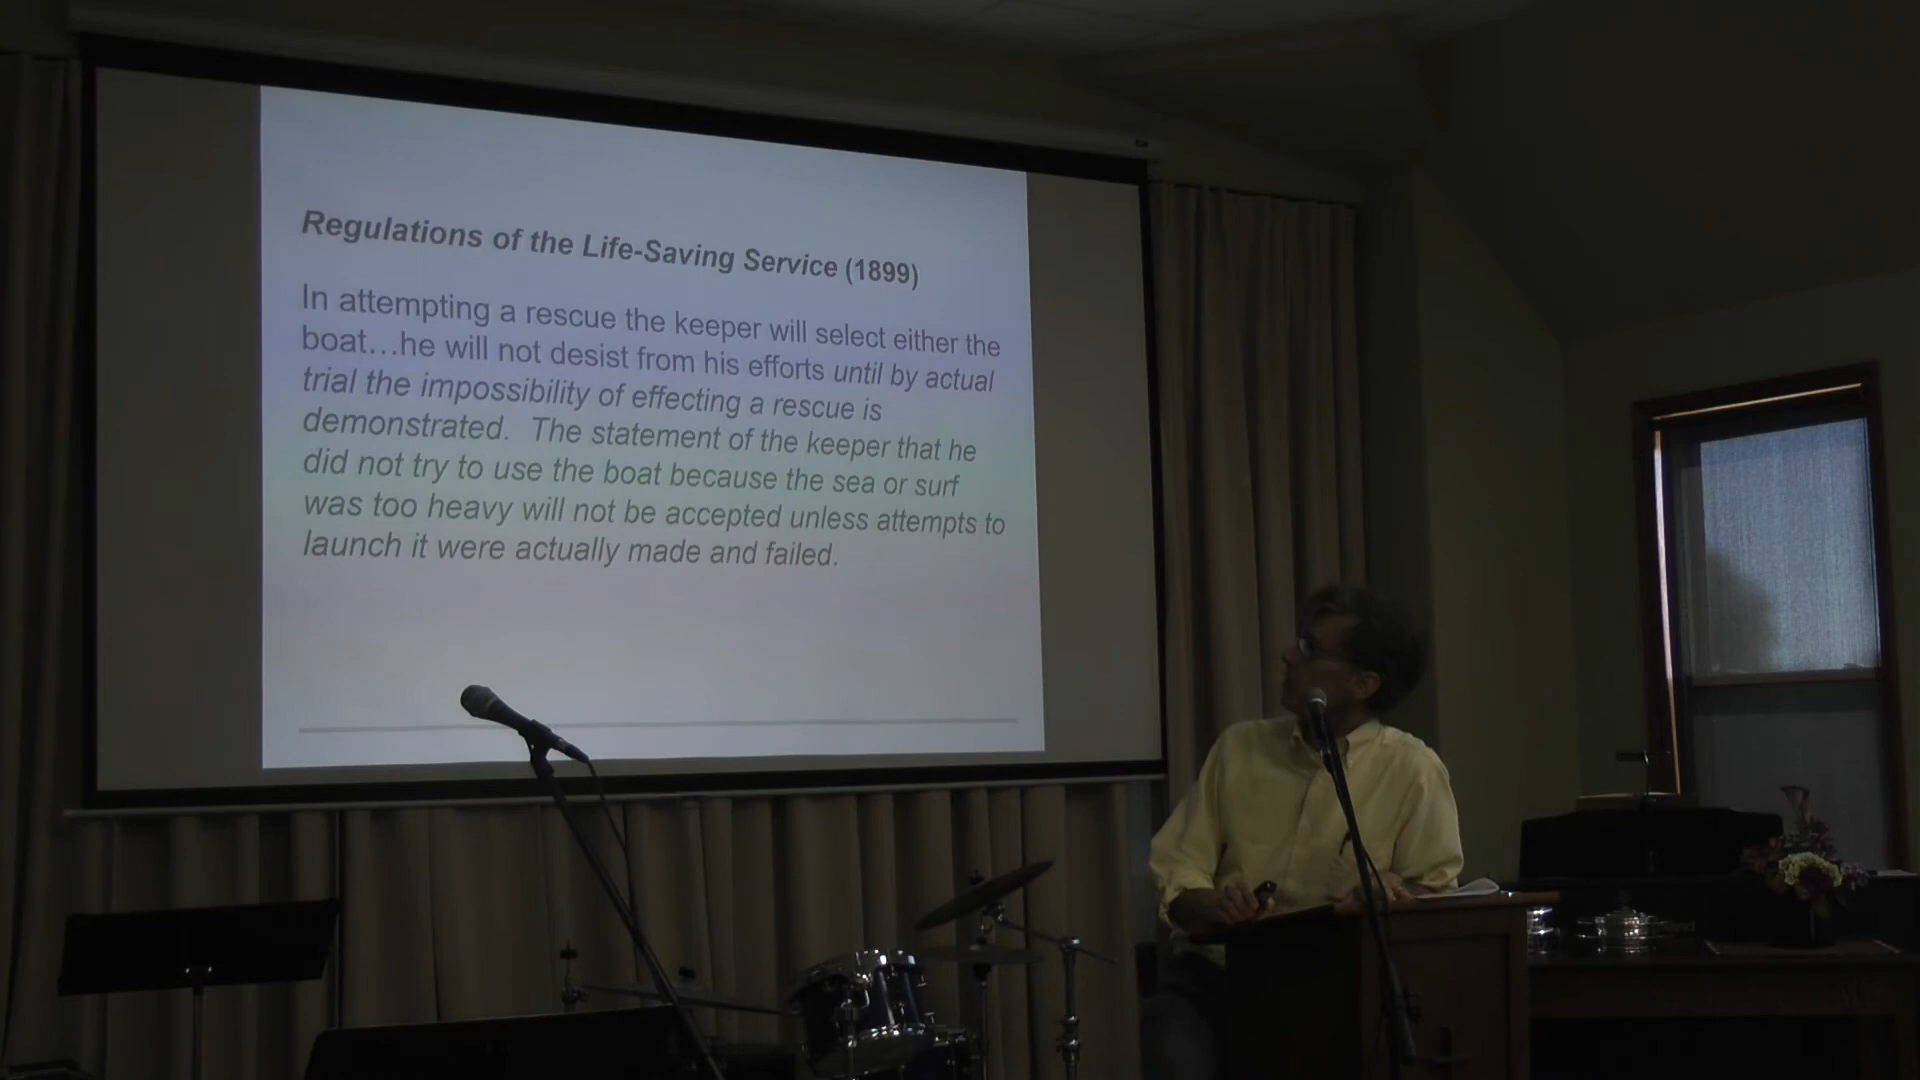 Regulations of the Life-Saving Service (1899)
In attempting a rescue the keeper will select either the
boat…he will not desist from his efforts until by actual
trial the impossibility of effecting a rescue is
demonstrated. The statement of the keeper that he
did not try to use the boat because the sea or surf
was too heavy will not be accepted unless attempts to
launch it were actually made and failed.